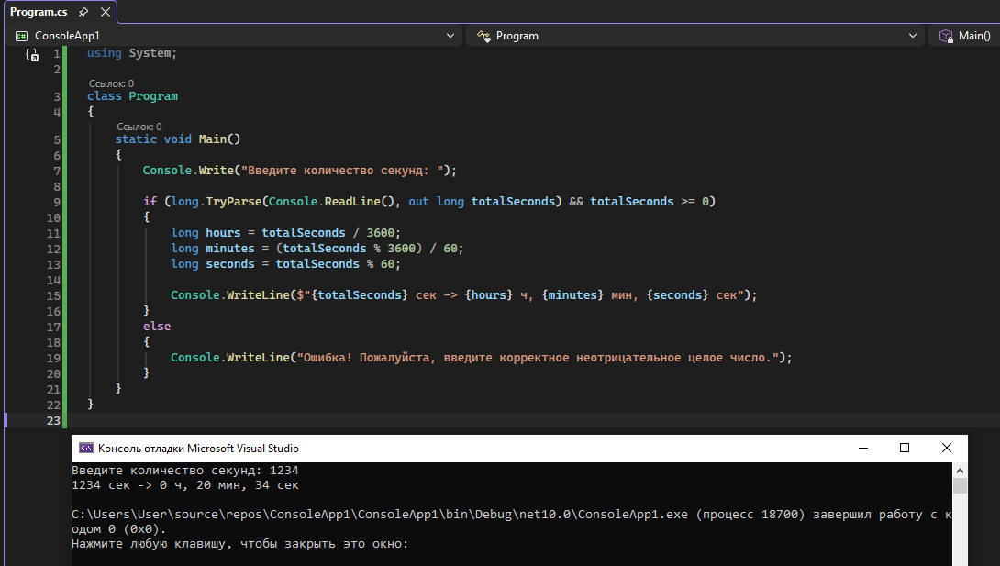 Program.cs
ConsoleApp1 Program Main()
1 using System;
2
Ссылок: 0
3 class Program
4 {
Ссылок: 0
5 static void Main()
6 {
7 Console.Write("Введите количество секунд: ");
8
9 if (long.TryParse(Console.ReadLine(), out long totalSeconds) && totalSeconds >= 0)
10 {
11 long hours = totalSeconds / 3600;
12 long minutes = (totalSeconds % 3600) / 60;
13 long seconds = totalSeconds % 60;
14
15 Console.WriteLine($"{totalSeconds} сек -> {hours} ч, {minutes} мин, {seconds} сек");
16 }
17 else
18 {
19 Console.WriteLine("Ошибка! Пожалуйста, введите корректное неотрицательное целое число.");
20 }
21 }
22 }
23
Консоль отладки Microsoft Visual Studio
Введите количество секунд: 1234
1234 сек -> 0 ч, 20 мин, 34 сек
C:\Users\User\source\repos\ConsoleApp1\ConsoleApp1\bin\Debug\net10.0\ConsoleApp1.exe (процесс 18700) завершил работу с к
одом 0 (0x0).
Нажмите любую клавишу, чтобы закрыть это окно: